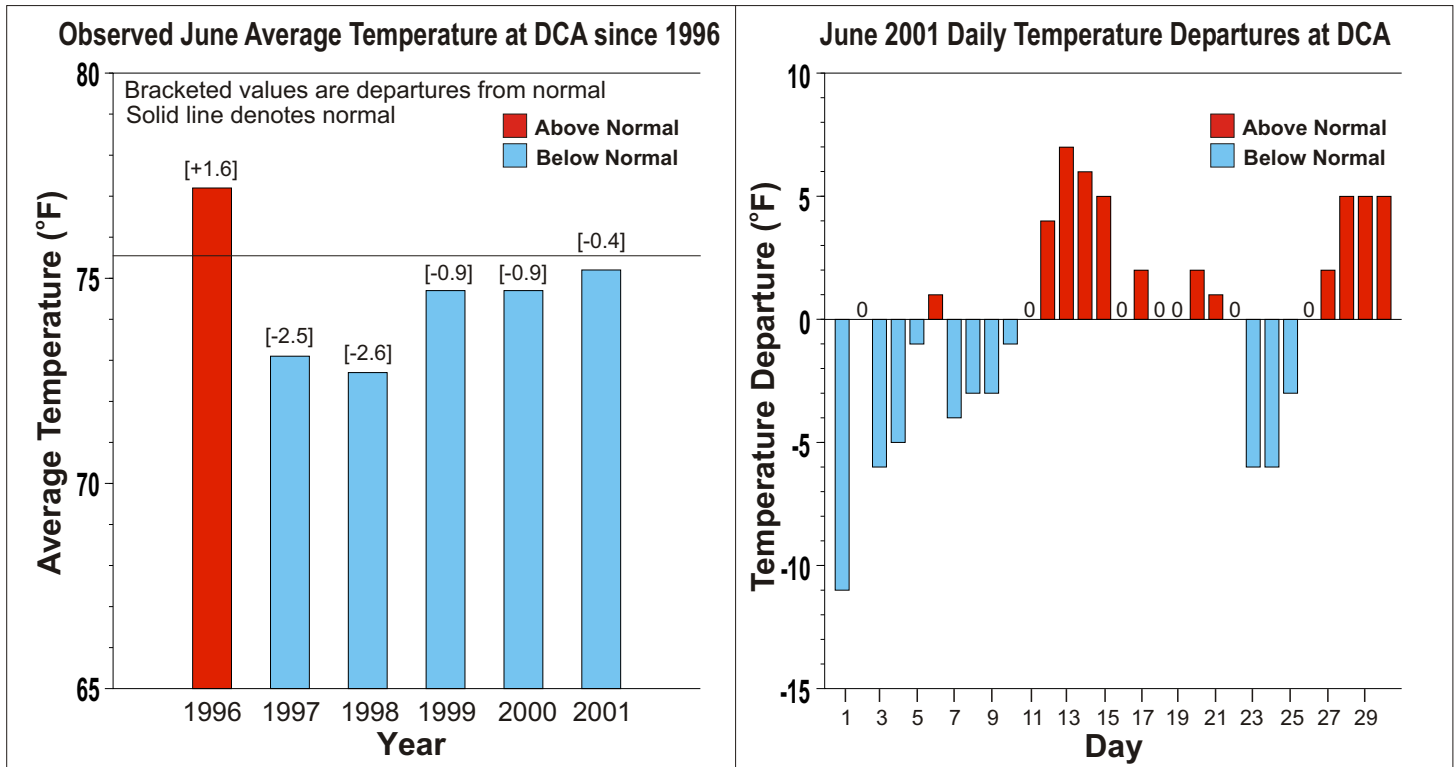 Observed June Average Temperature at DCA since 1996
80
Bracketed values are departures from normal
Solid line denotes normal
Above Normal
Below Normal
[+1.6]
[-0.4]
75
[-0.9]
[-0.9]
[-2.5]
[-2.6]
Average Temperature (°F)
70
65
1996 1997 1998 1999 2000 2001
Year
June 2001 Daily Temperature Departures at DCA
10
Above Normal
Below Normal
5
Temperature Departure (°F)
0 0 0 0 0 0 0 0
-5
-10
-15
1 3 5 7 9 11 13 15 17 19 21 23 25 27 29
Day